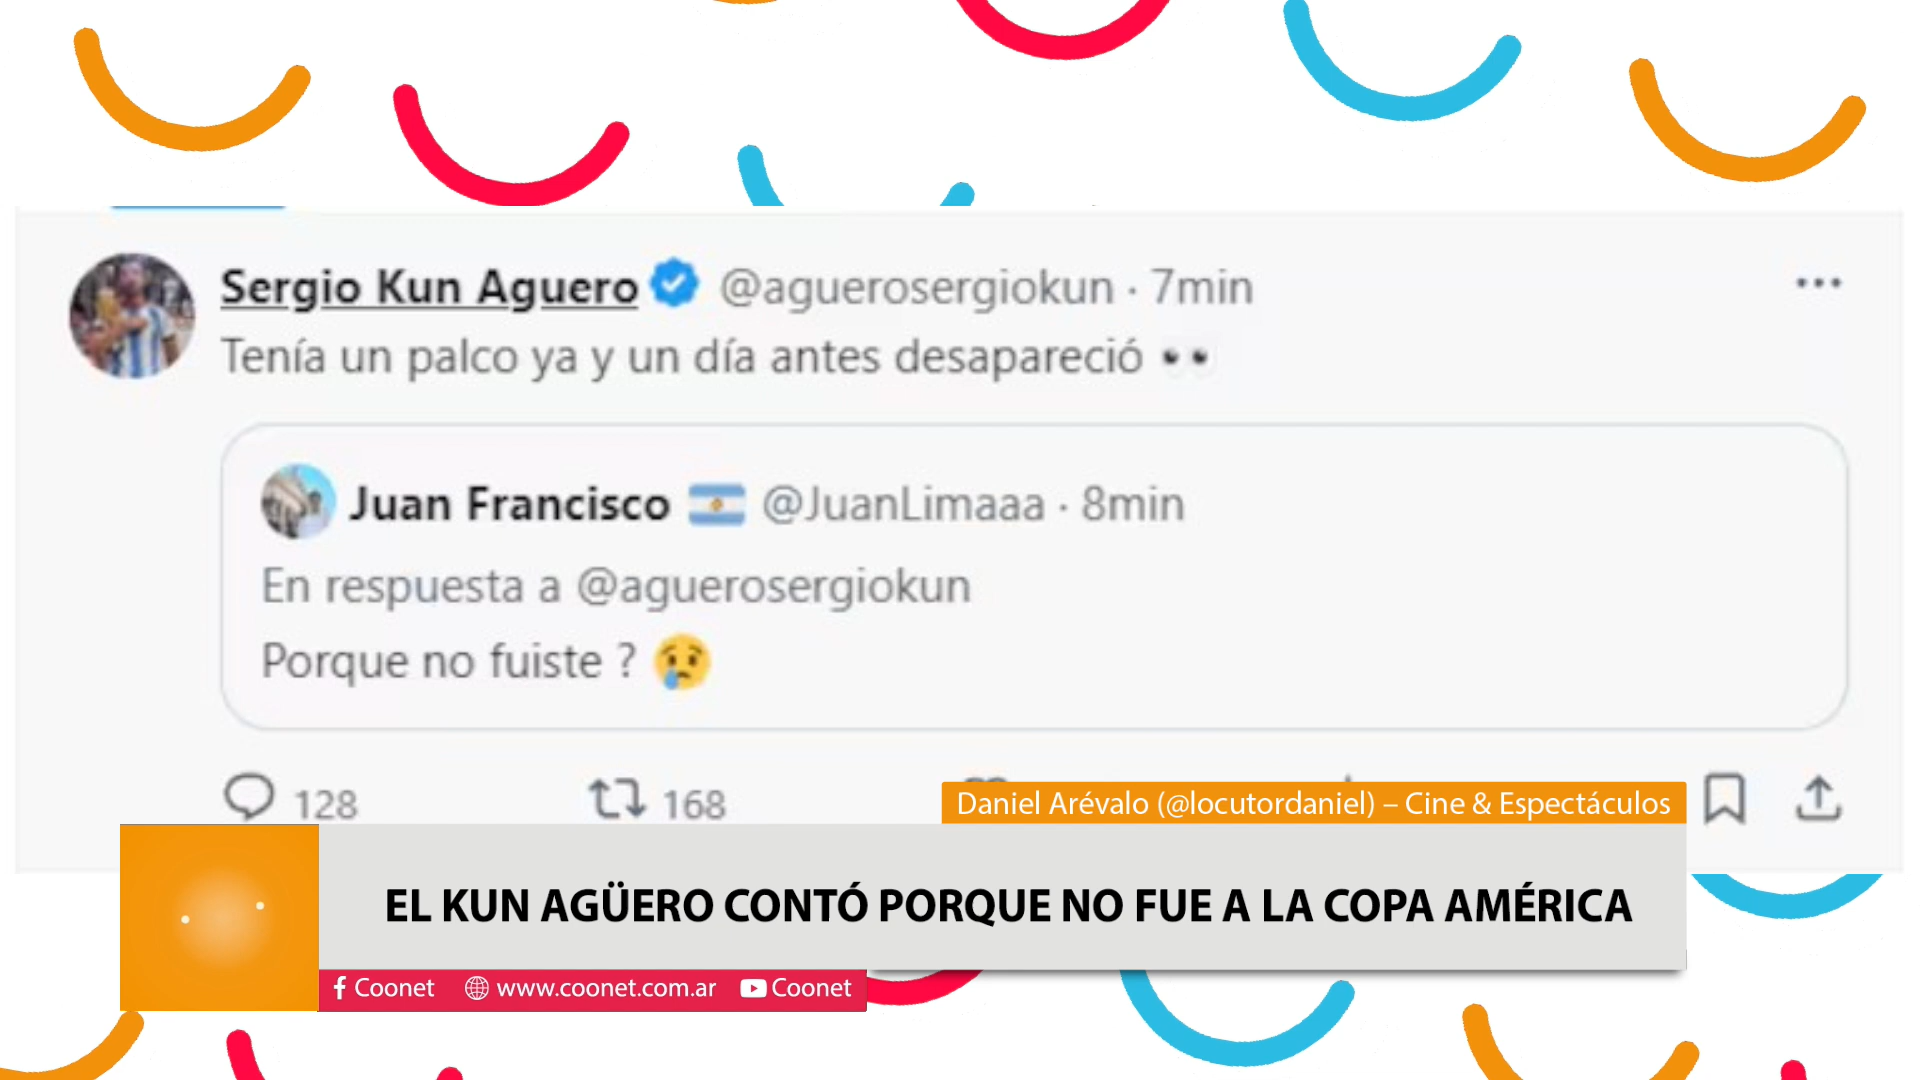 Sergio Kun Aguero @aguerosergiokun · 7min
Tenía un palco ya y un día antes desapareció 👀
Juan Francisco 🇦🇷 @JuanLimaaa · 8min
En respuesta a @aguerosergiokun
Porque no fuiste ? 😢
128 168
Daniel Arévalo (@locutordaniel) – Cine & Espectáculos
EL KUN AGÜERO CONTÓ PORQUE NO FUE A LA COPA AMÉRICA
Coonet www.coonet.com.ar Coonet